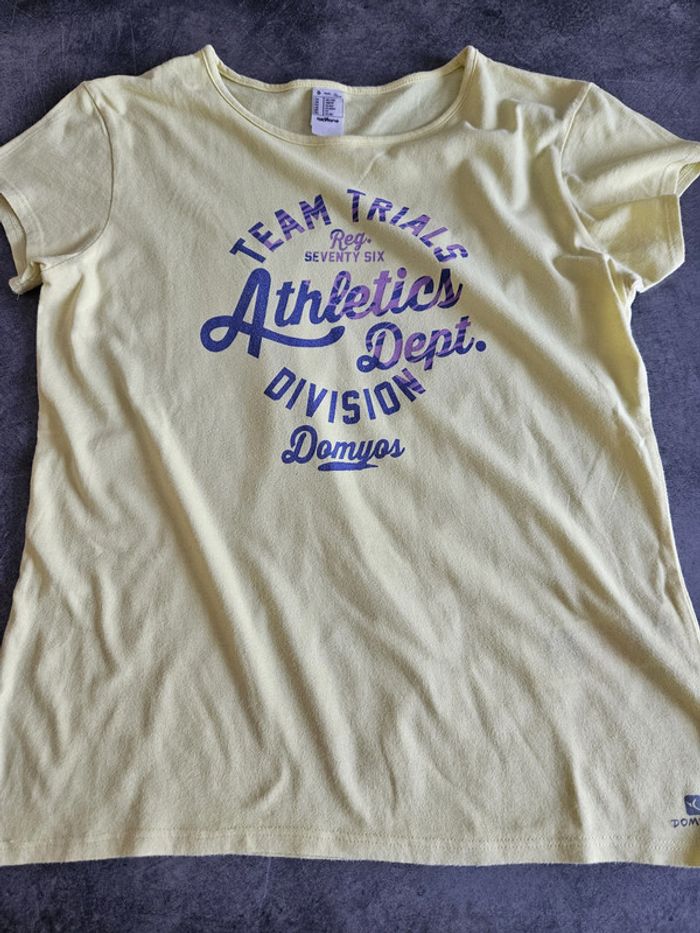 TEAM TRIALS
Reg.
SEVENTY SIX
Athletics
Dept.
DIVISION
Domyos